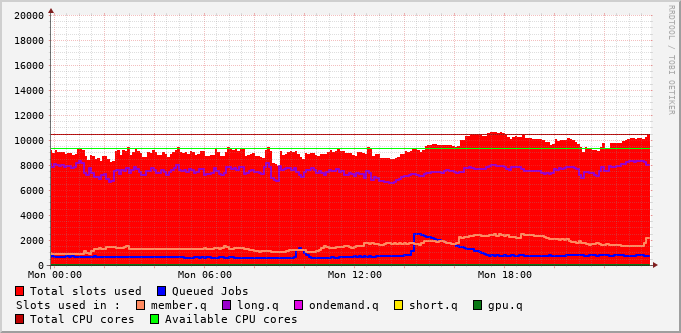 20000
18000
16000
14000
12000
10000
8000
6000
4000
2000
0
Mon 00:00 Mon 06:00 Mon 12:00 Mon 18:00
RRDTOOL / TOBI OETIKER
Total slots used Queued Jobs
Slots used in : member.q long.q ondemand.q short.q gpu.q
Total CPU cores Available CPU cores